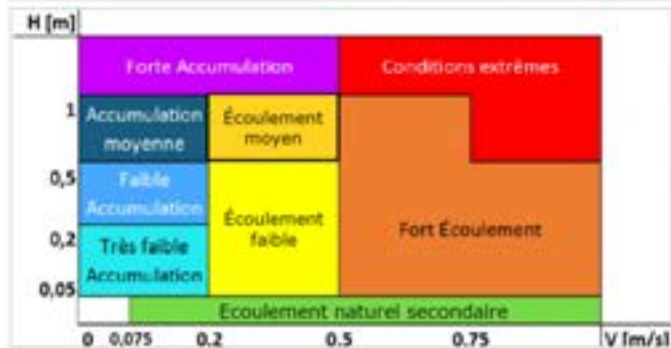 H [m]
Forte Accumulation
Conditions extrêmes
1
Accumulation
moyenne
Écoulement
moyen
0,5
Faible
Accumulation
Écoulement
faible
Fort Écoulement
0,2
Très faible
Accumulation
0,05
Ecoulement naturel secondaire
0 0,075 0.2 0.5 0.75 V [m/s]